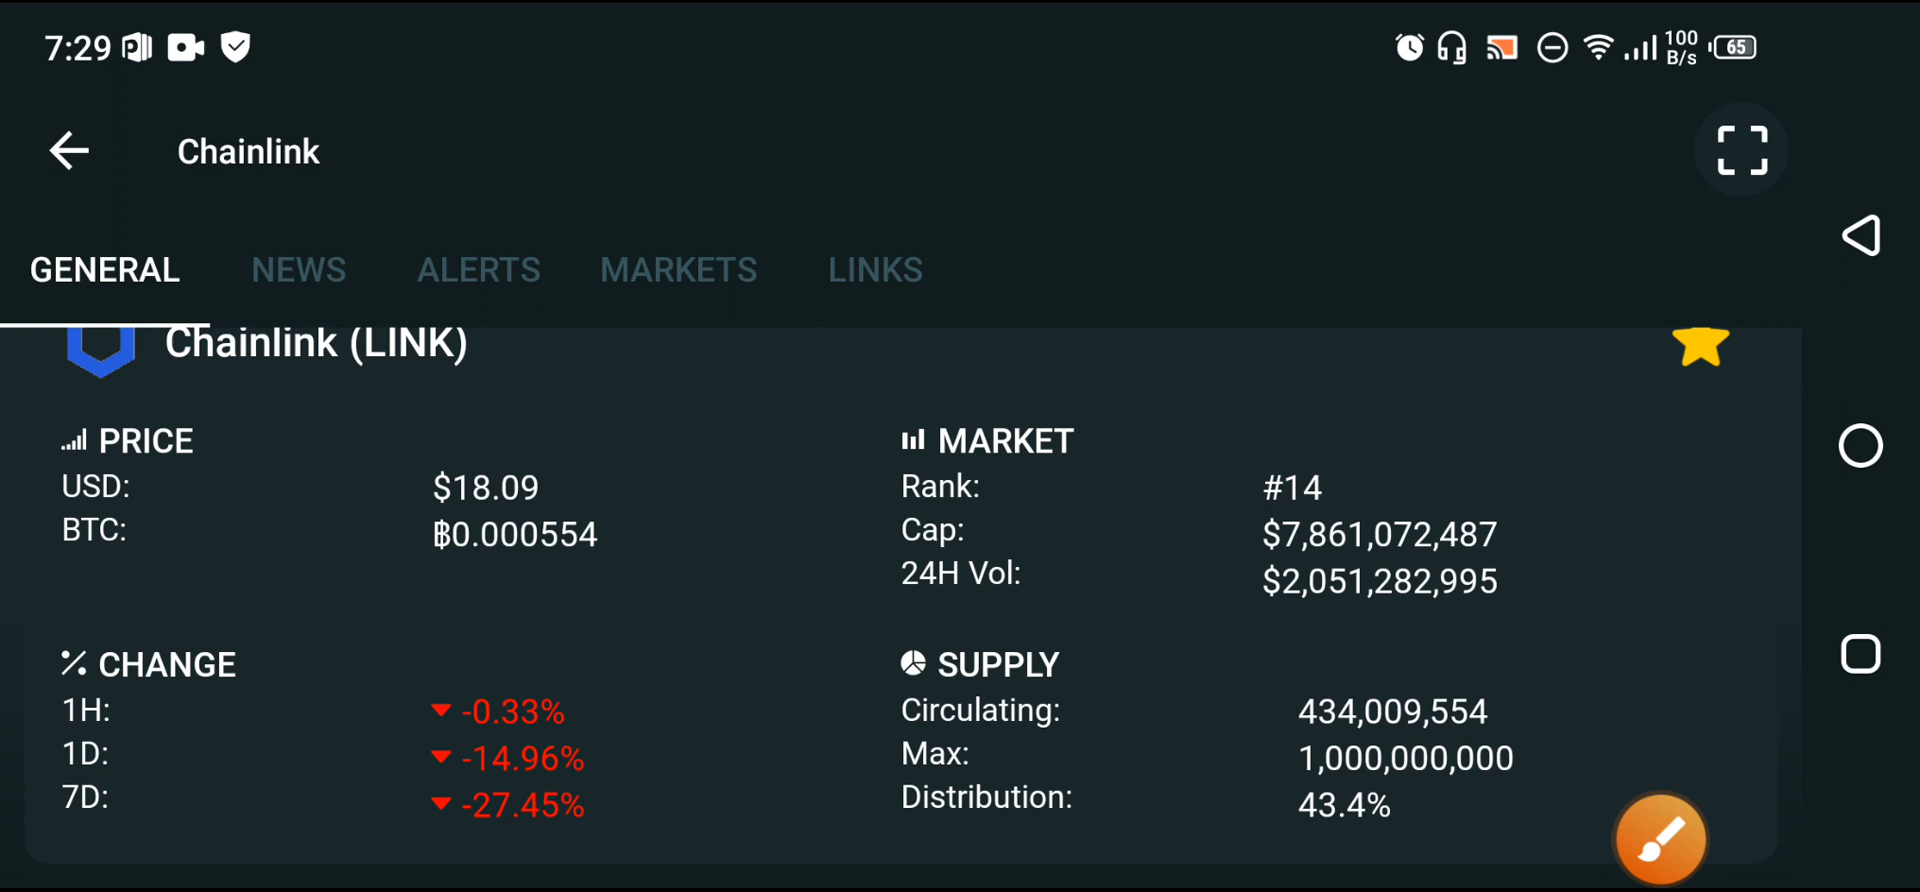 7:29
100 B/s
65
Chainlink
GENERAL NEWS ALERTS MARKETS LINKS
Chainlink (LINK)
PRICE
USD: $18.09
BTC: ฿0.000554
MARKET
Rank: #14
Cap: $7,861,072,487
24H Vol: $2,051,282,995
% CHANGE
1H: -0.33%
1D: -14.96%
7D: -27.45%
SUPPLY
Circulating: 434,009,554
Max: 1,000,000,000
Distribution: 43.4%